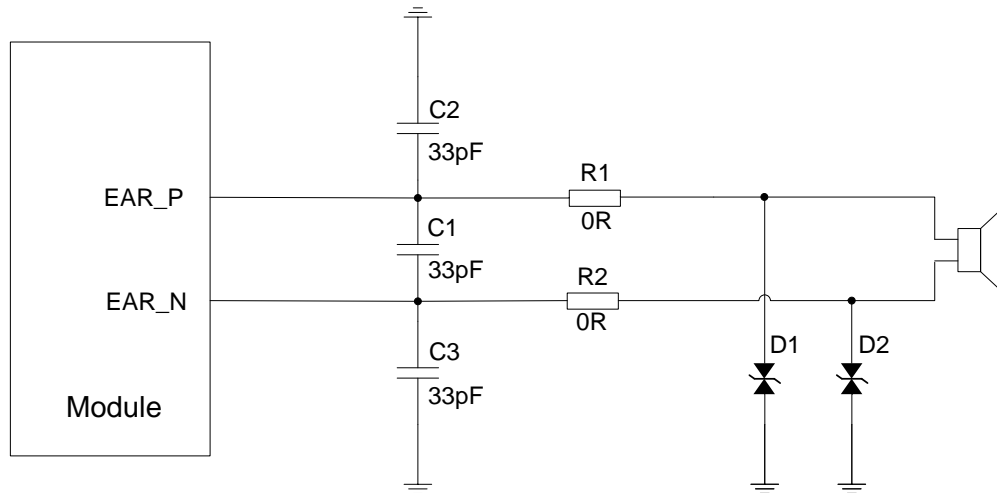 C2
33pF
EAR_P
R1
0R
C1
33pF
EAR_N
R2
0R
C3
33pF
D1
D2
Module